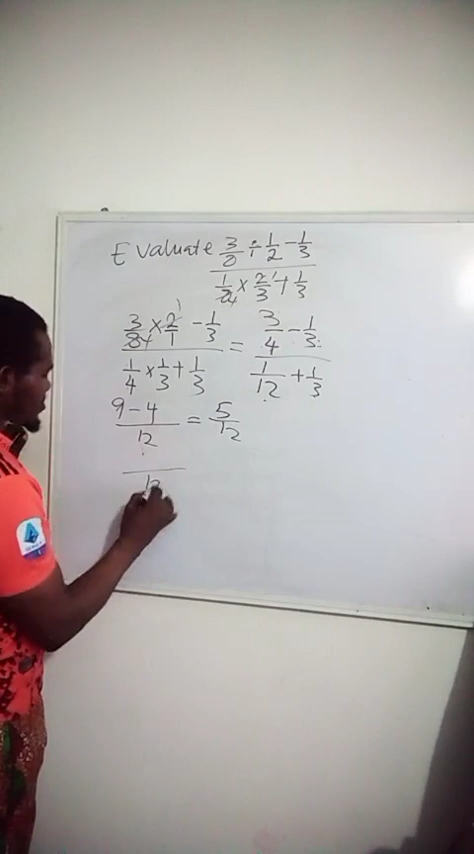 Evaluate 3/8 ÷ 1/2 - 1/3
1/8 × 2/3 + 1/3
3/8 × 2/1 - 1/3 = 3/4 - 1/3
1/4 × 1/3 + 1/3 1/12 + 1/3
9 - 4 = 5
12 12
12